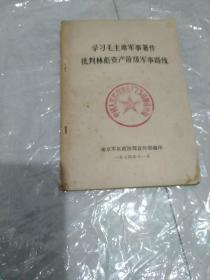 学习毛主席军事著作
批判林彪资产阶级军事路线
南京军区政治部宣传部编印
一九七四年十一月